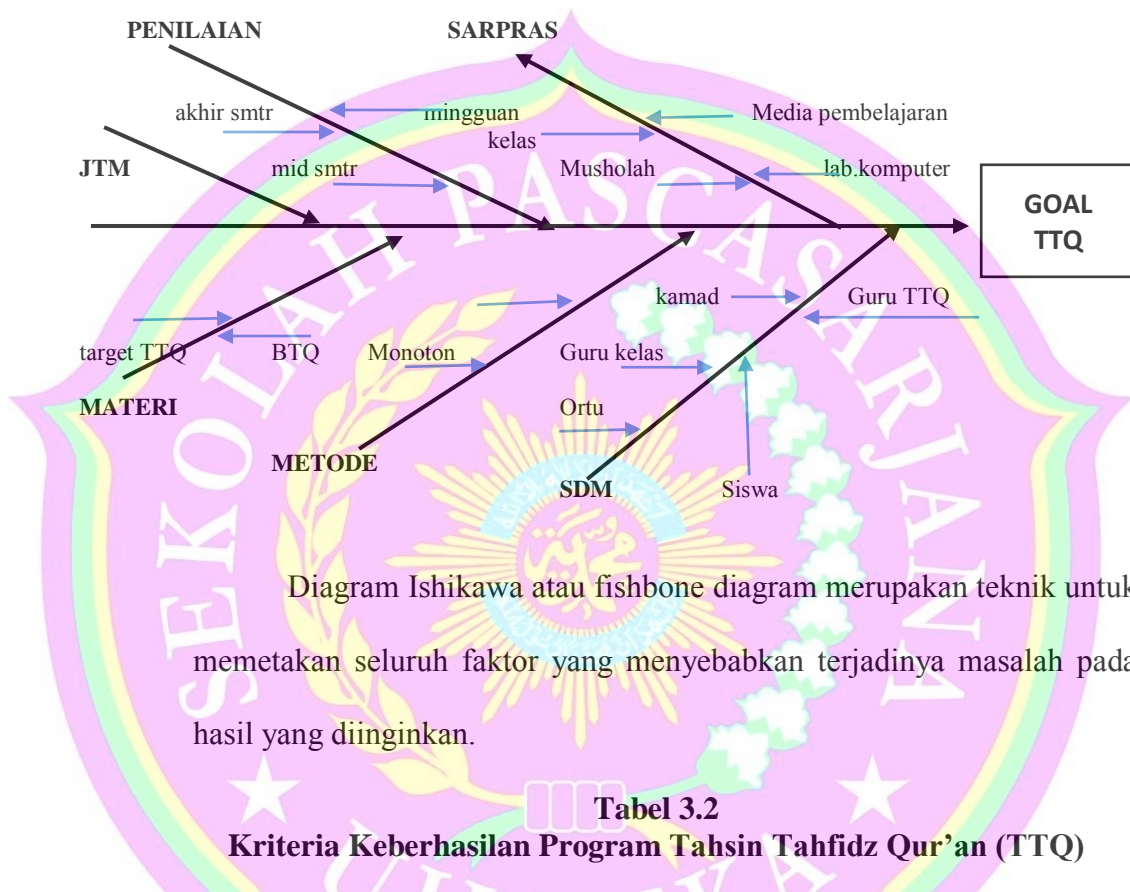 PENILAIAN SARPRAS
akhir smtr mingguan Media pembelajaran
kelas
JTM mid smtr Musholah lab.komputer
GOAL
TTQ
kamad Guru TTQ
target TTQ BTQ Monoton Guru kelas
MATERI Ortu
METODE
SDM Siswa
Diagram Ishikawa atau fishbone diagram merupakan teknik untuk
memetakan seluruh faktor yang menyebabkan terjadinya masalah pada
hasil yang diinginkan.
Tabel 3.2
Kriteria Keberhasilan Program Tahsin Tahfidz Qur’an (TTQ)
SEKOLAH PASCASARJANA